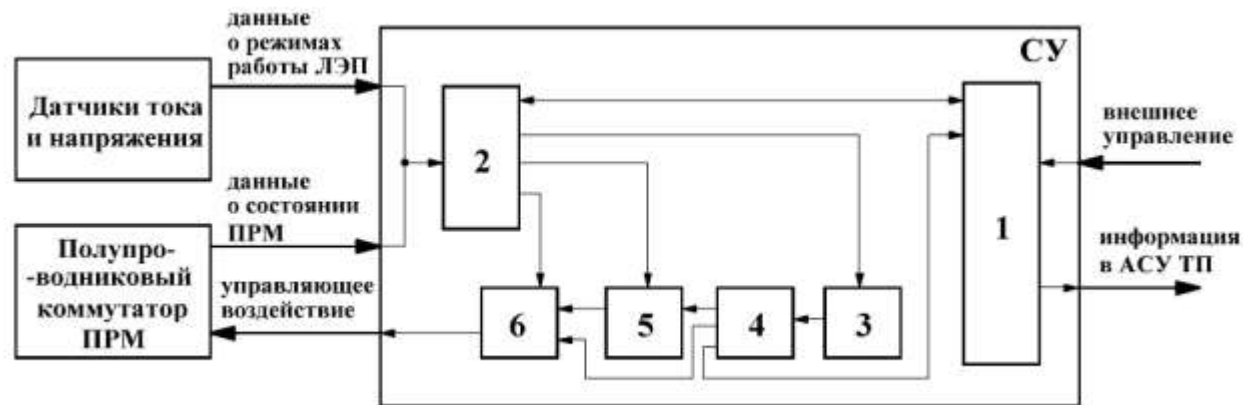 данные
о режимах
работы ЛЭП
СУ
Датчики тока
и напряжения
внешнее
управление
2
данные
о состоянии
ПРМ
1
Полупро-
-водниковый
коммутатор
ПРМ
информация
в АСУ ТП
управляющее
воздействие
6
5
4
3